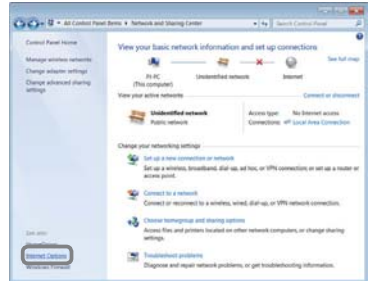 All Control Panel Items Network and Sharing Center
Search Control Panel
Control Panel Home
Manage wireless networks
Change adapter settings
Change advanced sharing
settings
View your basic network information and set up connections
See full map
(This computer)
Unidentified network
Internet
View your active networks
Connect or disconnect
Unidentified network
Public network
Access type: No Internet access
Connections: Local Area Connection
Change your networking settings
Set up a new connection or network
Set up a wireless, broadband, dial-up, ad hoc, or VPN connection; or set up a router or
access point.
Connect to a network
Connect or reconnect to a wireless, wired, dial-up, or VPN network connection.
Choose homegroup and sharing options
Access files and printers located on other network computers, or change sharing
settings.
Troubleshoot problems
Diagnose and repair network problems, or get troubleshooting information.
See also
HomeGroup
Internet Options
Windows Firewall